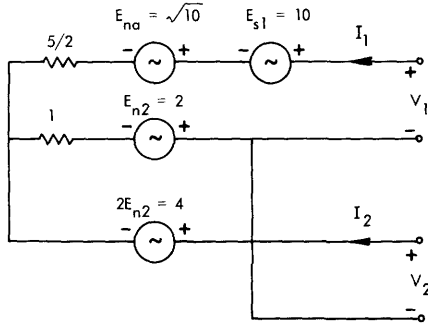 E_na = √10 E_s1 = 10
5/2 I_1
- + - +
+
V_1
1 E_n2 = 2
- + -
2E_n2 = 4 I_2
- +
+
V_2
-